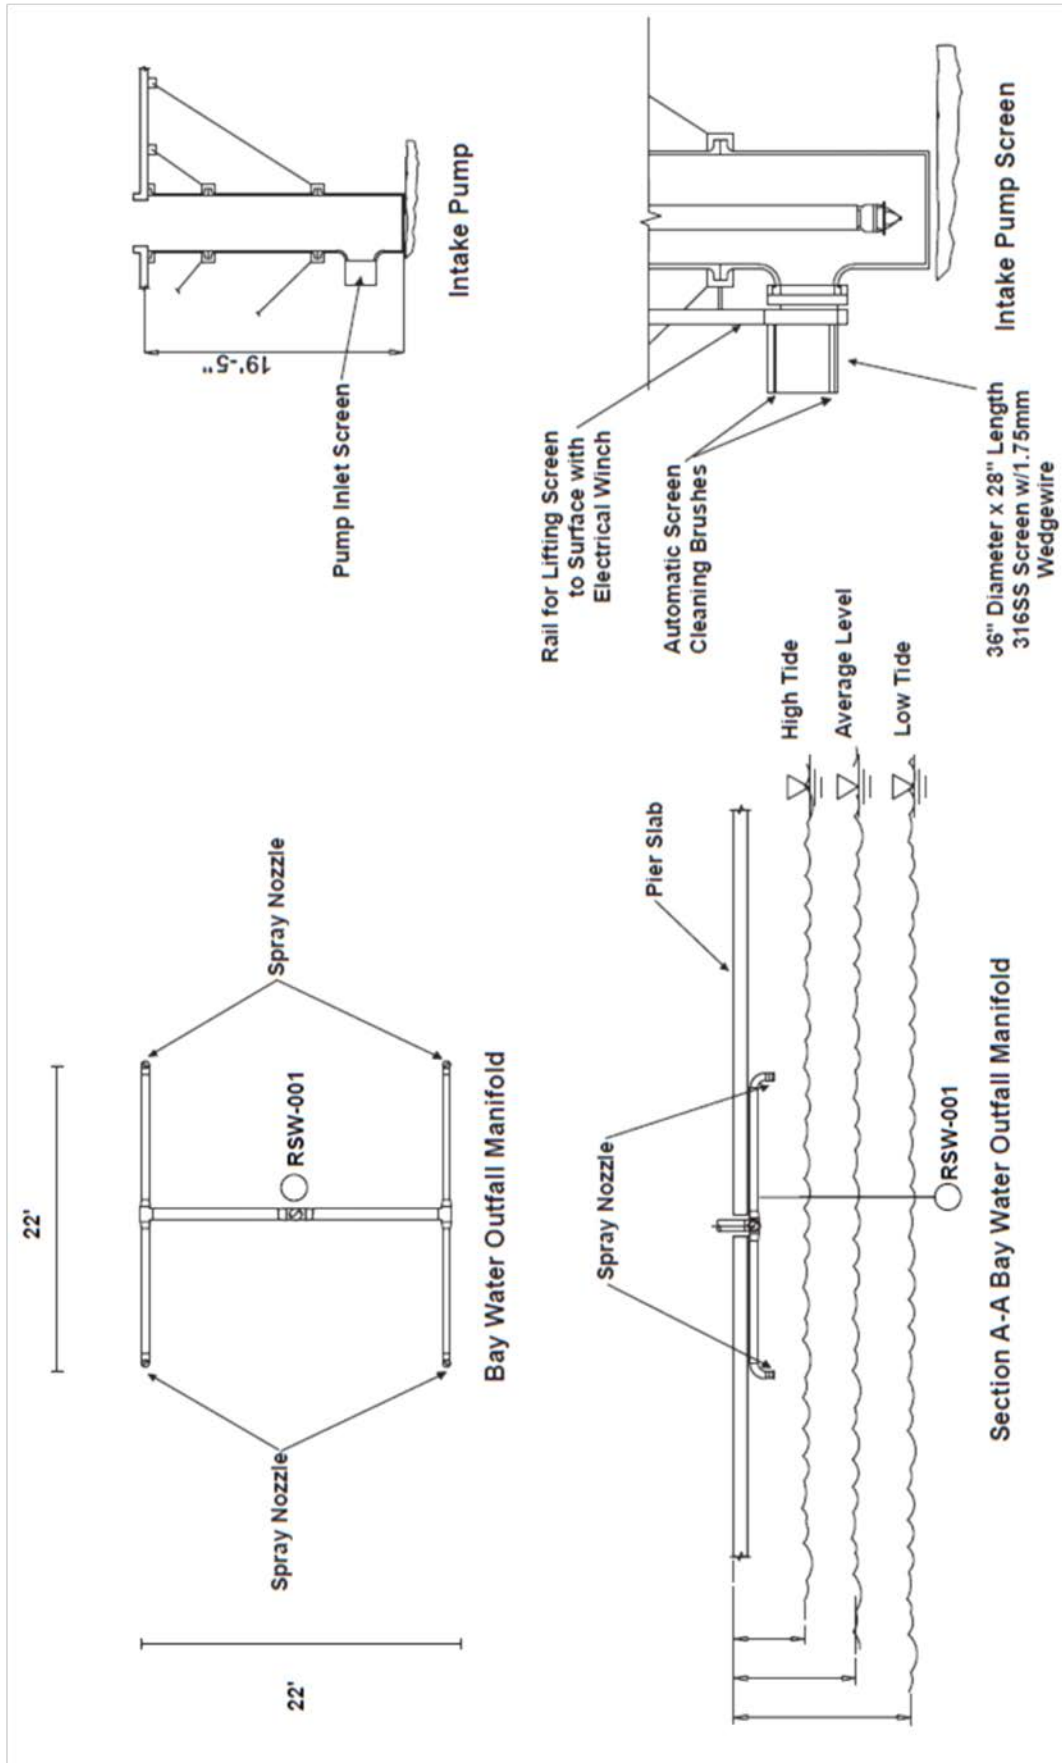 22'
22'
Spray Nozzle
Spray Nozzle
RSW-001
Bay Water Outfall Manifold
19'-5"
Pump Inlet Screen
Intake Pump
Spray Nozzle
Pier Slab
High Tide
Average Level
Low Tide
RSW-001
Section A-A Bay Water Outfall Manifold
Rail for Lifting Screen
to Surface with
Electrical Winch
Automatic Screen
Cleaning Brushes
36" Diameter x 28" Length
316SS Screen w/1.75mm
Wedgewire
Intake Pump Screen